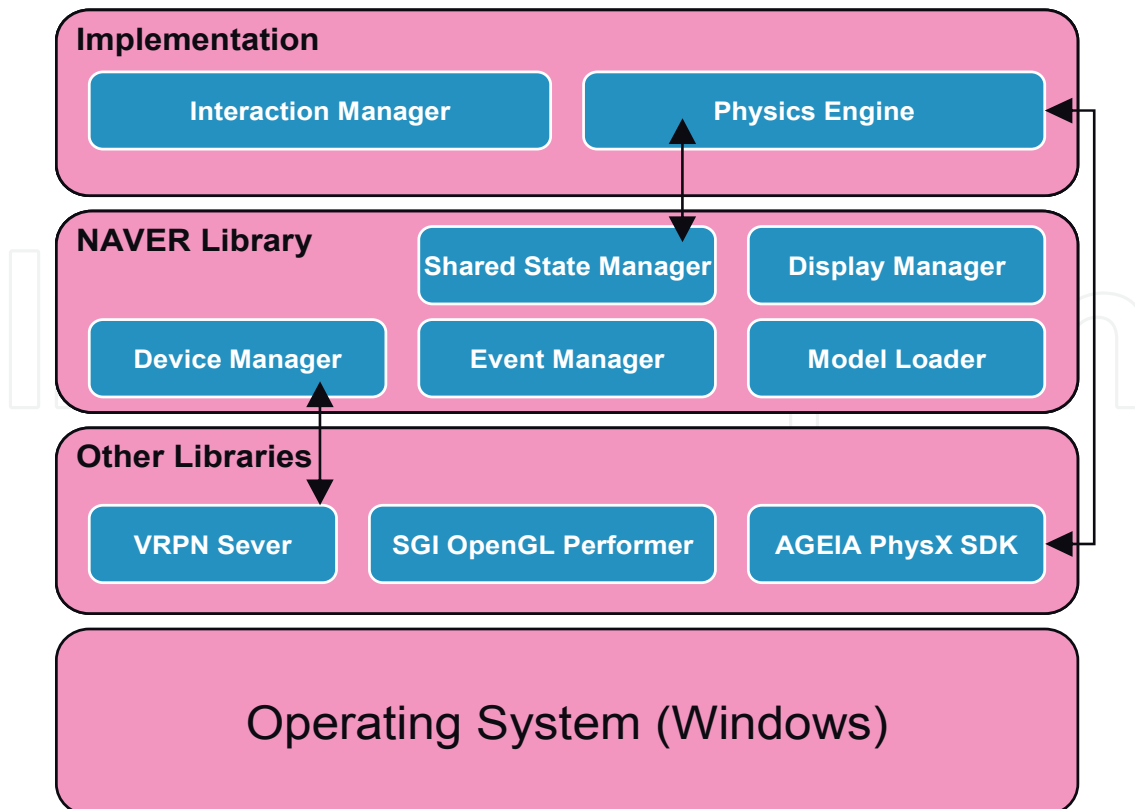 Implementation
Interaction Manager
Physics Engine
NAVER Library
Shared State Manager
Display Manager
Device Manager
Event Manager
Model Loader
Other Libraries
VRPN Sever
SGI OpenGL Performer
AGEIA PhysX SDK
Operating System (Windows)